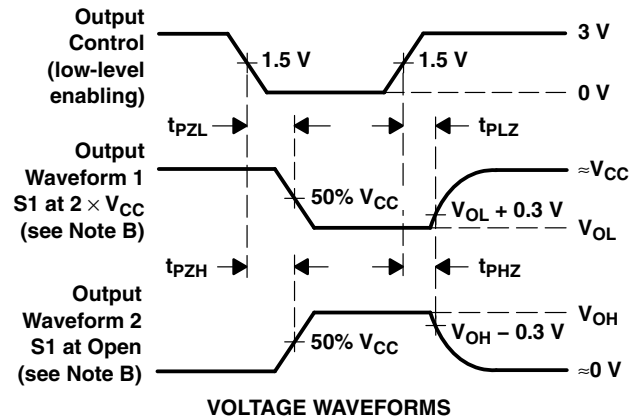 Output
Control
(low-level
enabling)
1.5 V
1.5 V
3 V
0 V
tPZL
tPLZ
Output
Waveform 1
S1 at 2 × VCC
(see Note B)
50% VCC
VOL + 0.3 V
≈VCC
VOL
tPZH
tPHZ
Output
Waveform 2
S1 at Open
(see Note B)
50% VCC
VOH − 0.3 V
VOH
≈0 V
VOLTAGE WAVEFORMS